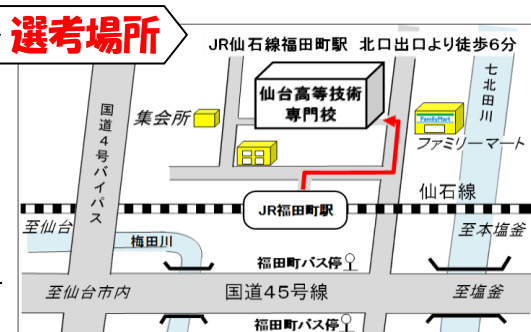 選考場所
JR仙石線福田町駅 北口出口より徒歩6分
仙台高等技術
専門校
七北田川
国道4号バイパス
集会所
FamilyMart
ファミリーマート
仙石線
JR福田町駅
至仙台
梅田川
至本塩釜
福田町バス停
至仙台市内
国道45号線
至塩釜
福田町バス停